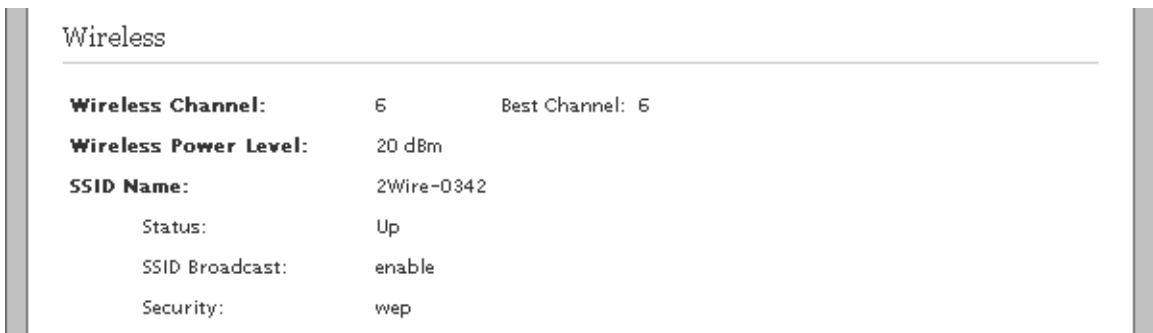 Wireless
Wireless Channel: 6 Best Channel: 6
Wireless Power Level: 20 dBm
SSID Name: 2Wire-0342
Status: Up
SSID Broadcast: enable
Security: wep